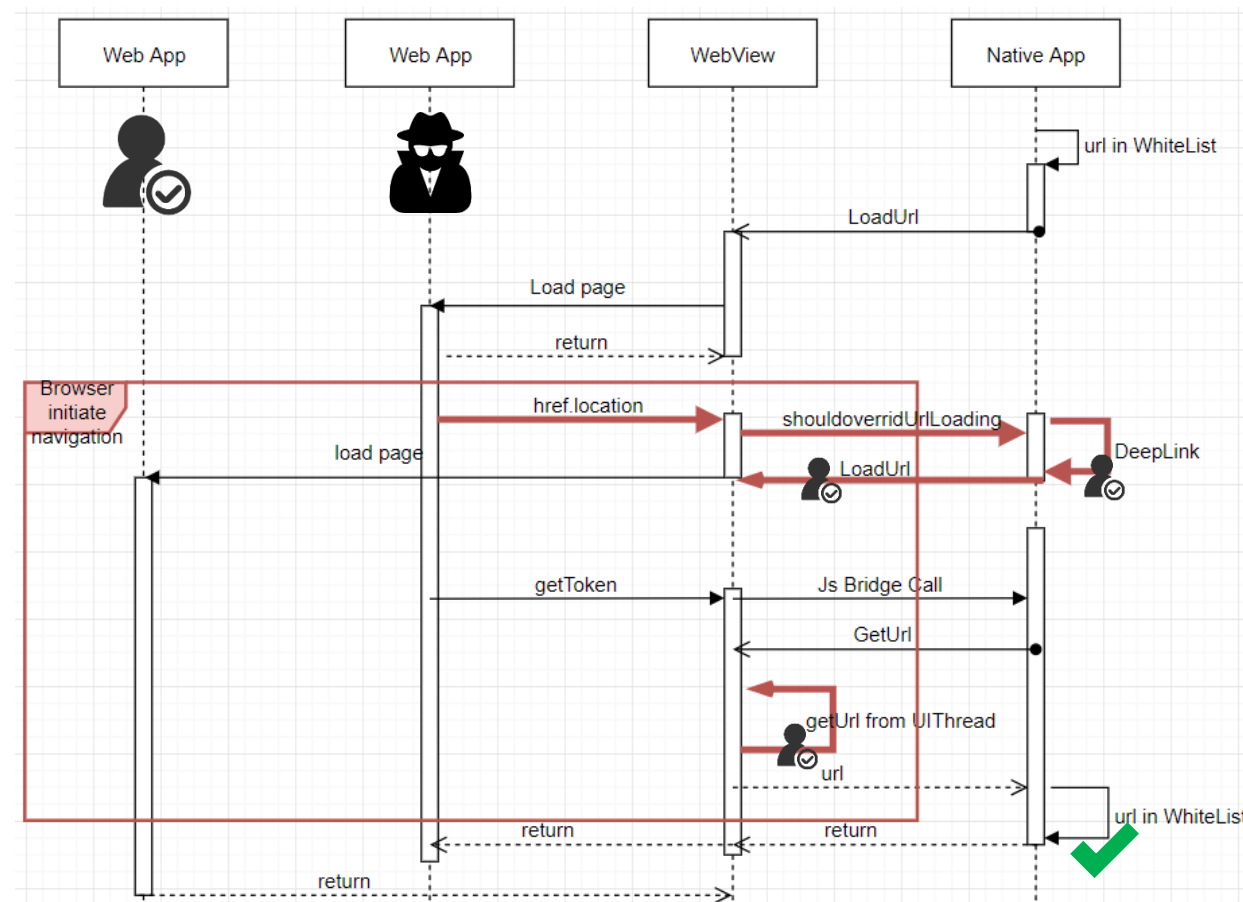 Web App
Web App
WebView
Native App
url in WhiteList
LoadUrl
Load page
return
Browser
initiate
navigation
href.location
shouldoverridUrlLoading
load page
LoadUrl
DeepLink
getToken
Js Bridge Call
GetUrl
getUrl from UIThread
url
url in WhiteList
return
return
return